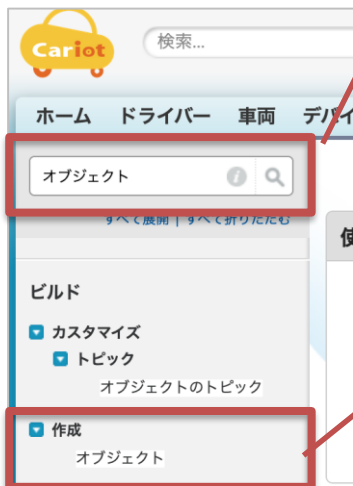 Cariot
検索...
ホーム ドライバー 車両 デバイ
オブジェクト
すべて展開 | すべて折りたたむ
ビルド
カスタマイズ
トピック
オブジェクトのトピック
作成
オブジェクト